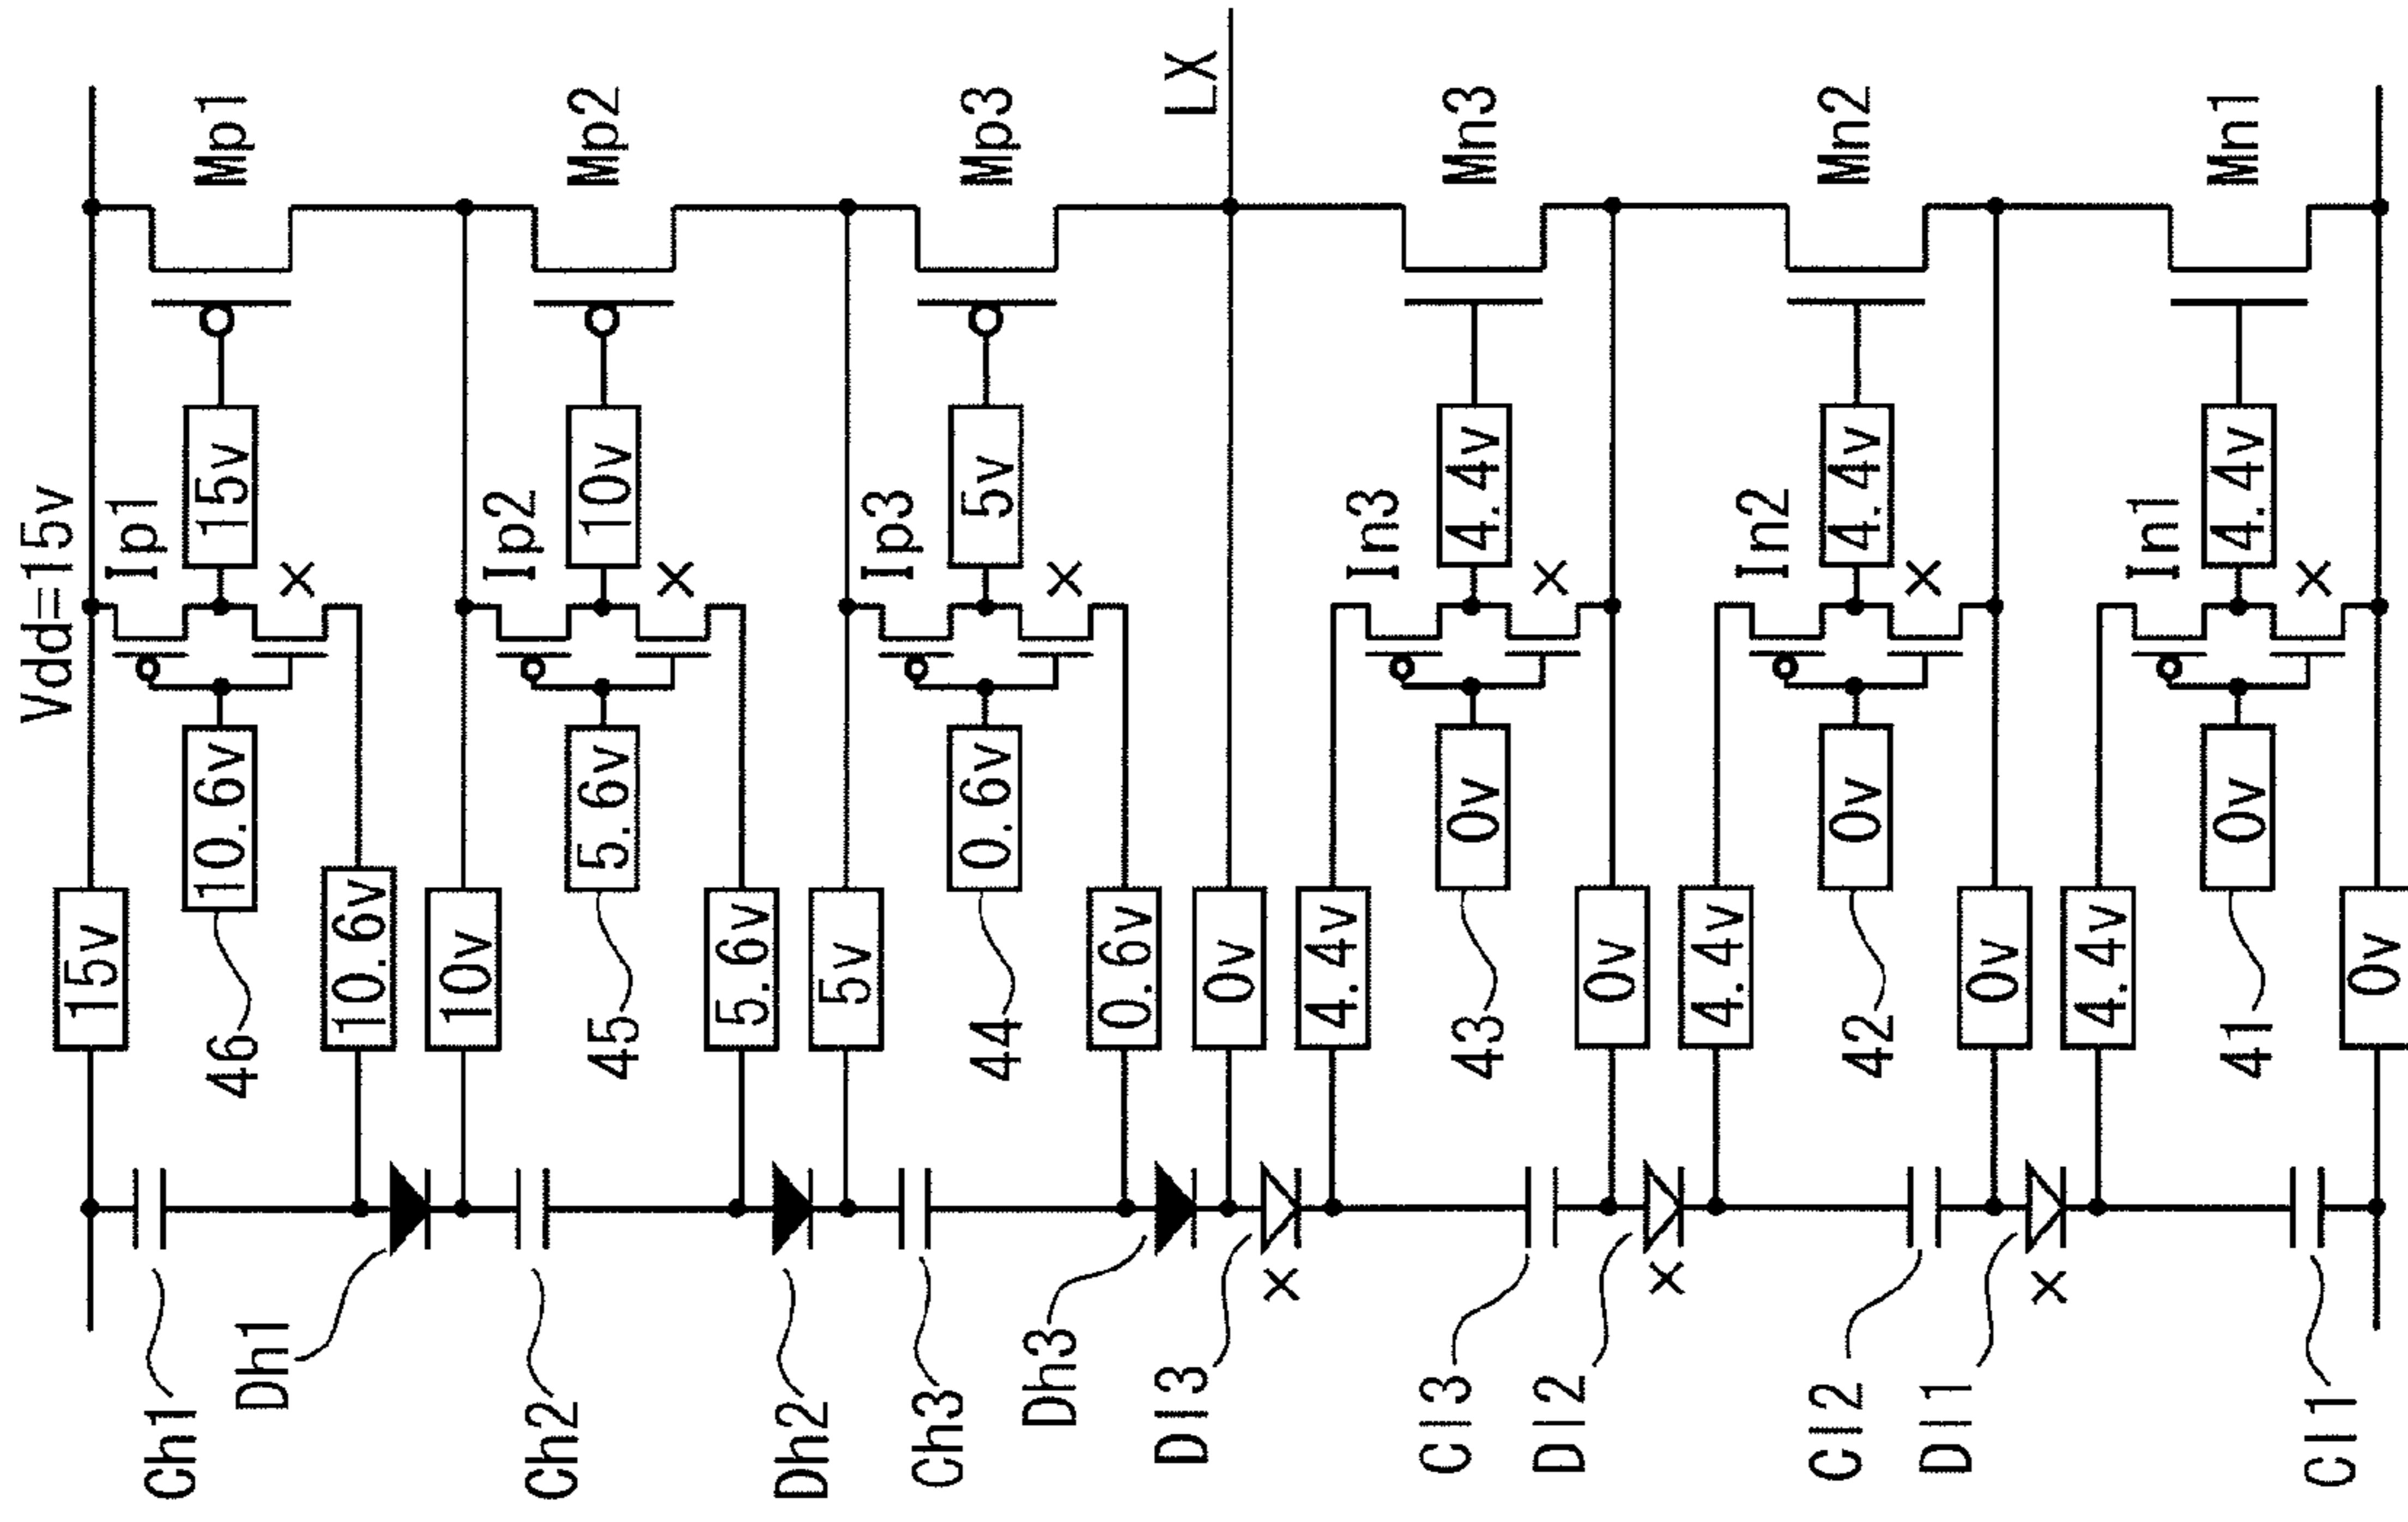 Vdd=15v
Ip1
Mp1
15v
10.6v
15v
46
10.6v
Ch1
Dh1
Ip2
Mp2
10v
5.6v
10v
45
5.6v
Ch2
Dh2
Ip3
Mp3
5v
0.6v
5v
44
0.6v
Ch3
Dh3
LX
0v
Dl3
×
×
×
×
In3
Mn3
4.4v
0v
4.4v
43
0v
Cl3
Dl2
×
×
In2
Mn2
4.4v
0v
4.4v
42
0v
Cl2
Dl1
×
×
In1
Mn1
4.4v
0v
4.4v
41
0v
Cl1
×